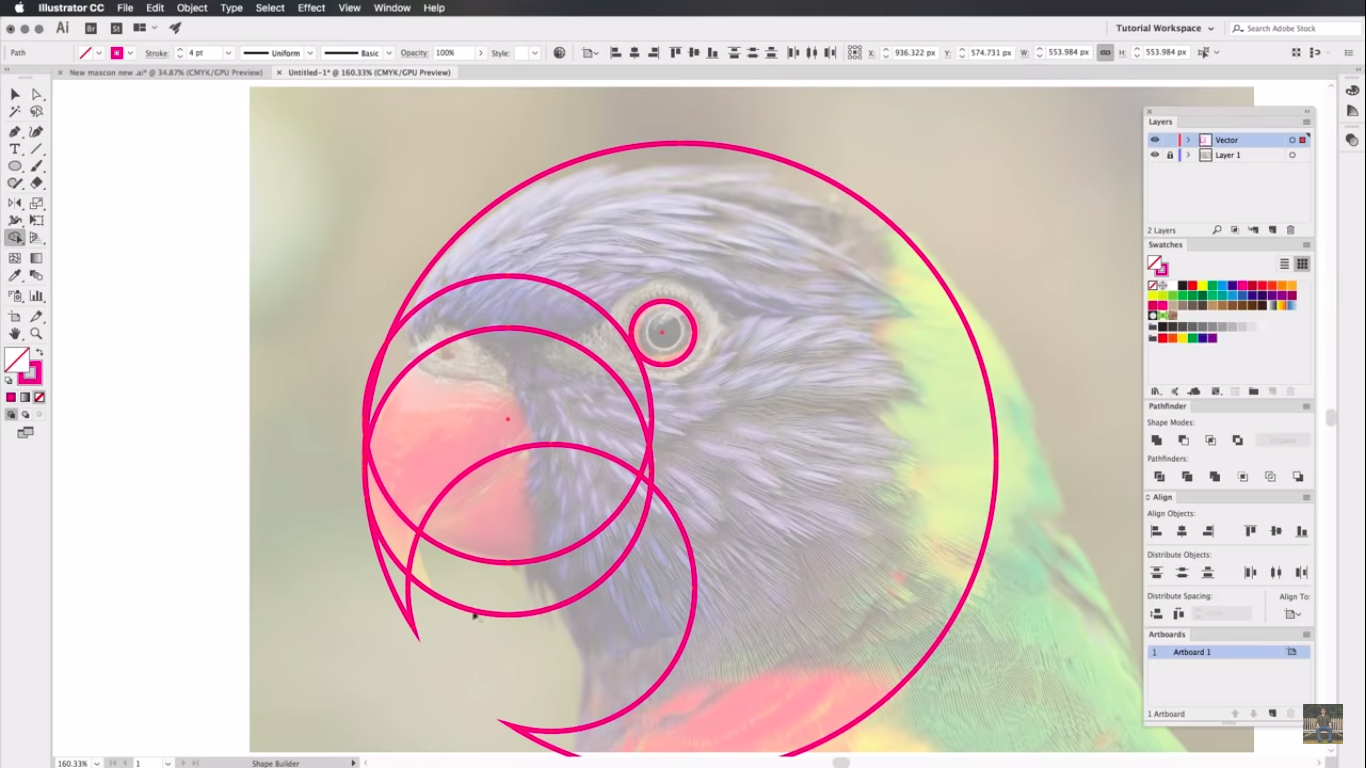 Illustrator CC File Edit Object Type Select Effect View Window Help
Ai Br St Tutorial Workspace Search Adobe Stock
Path Stroke: 4 pt Uniform Basic Opacity: 100% Style: X: 936.322 px Y: 574.731 px W: 553.984 px H: 553.984 px
× New mascon new .ai* @ 34.87% (CMYK/GPU Preview) × Untitled-1* @ 160.33% (CMYK/GPU Preview)
Layers
Vector
Layer 1
2 Layers
Swatches
Pathfinder
Shape Modes:
Pathfinders:
Align
Align Objects:
Distribute Objects:
Distribute Spacing: Align To:
Artboards
1 Artboard 1
1 Artboard
160.33% 1 Shape Builder